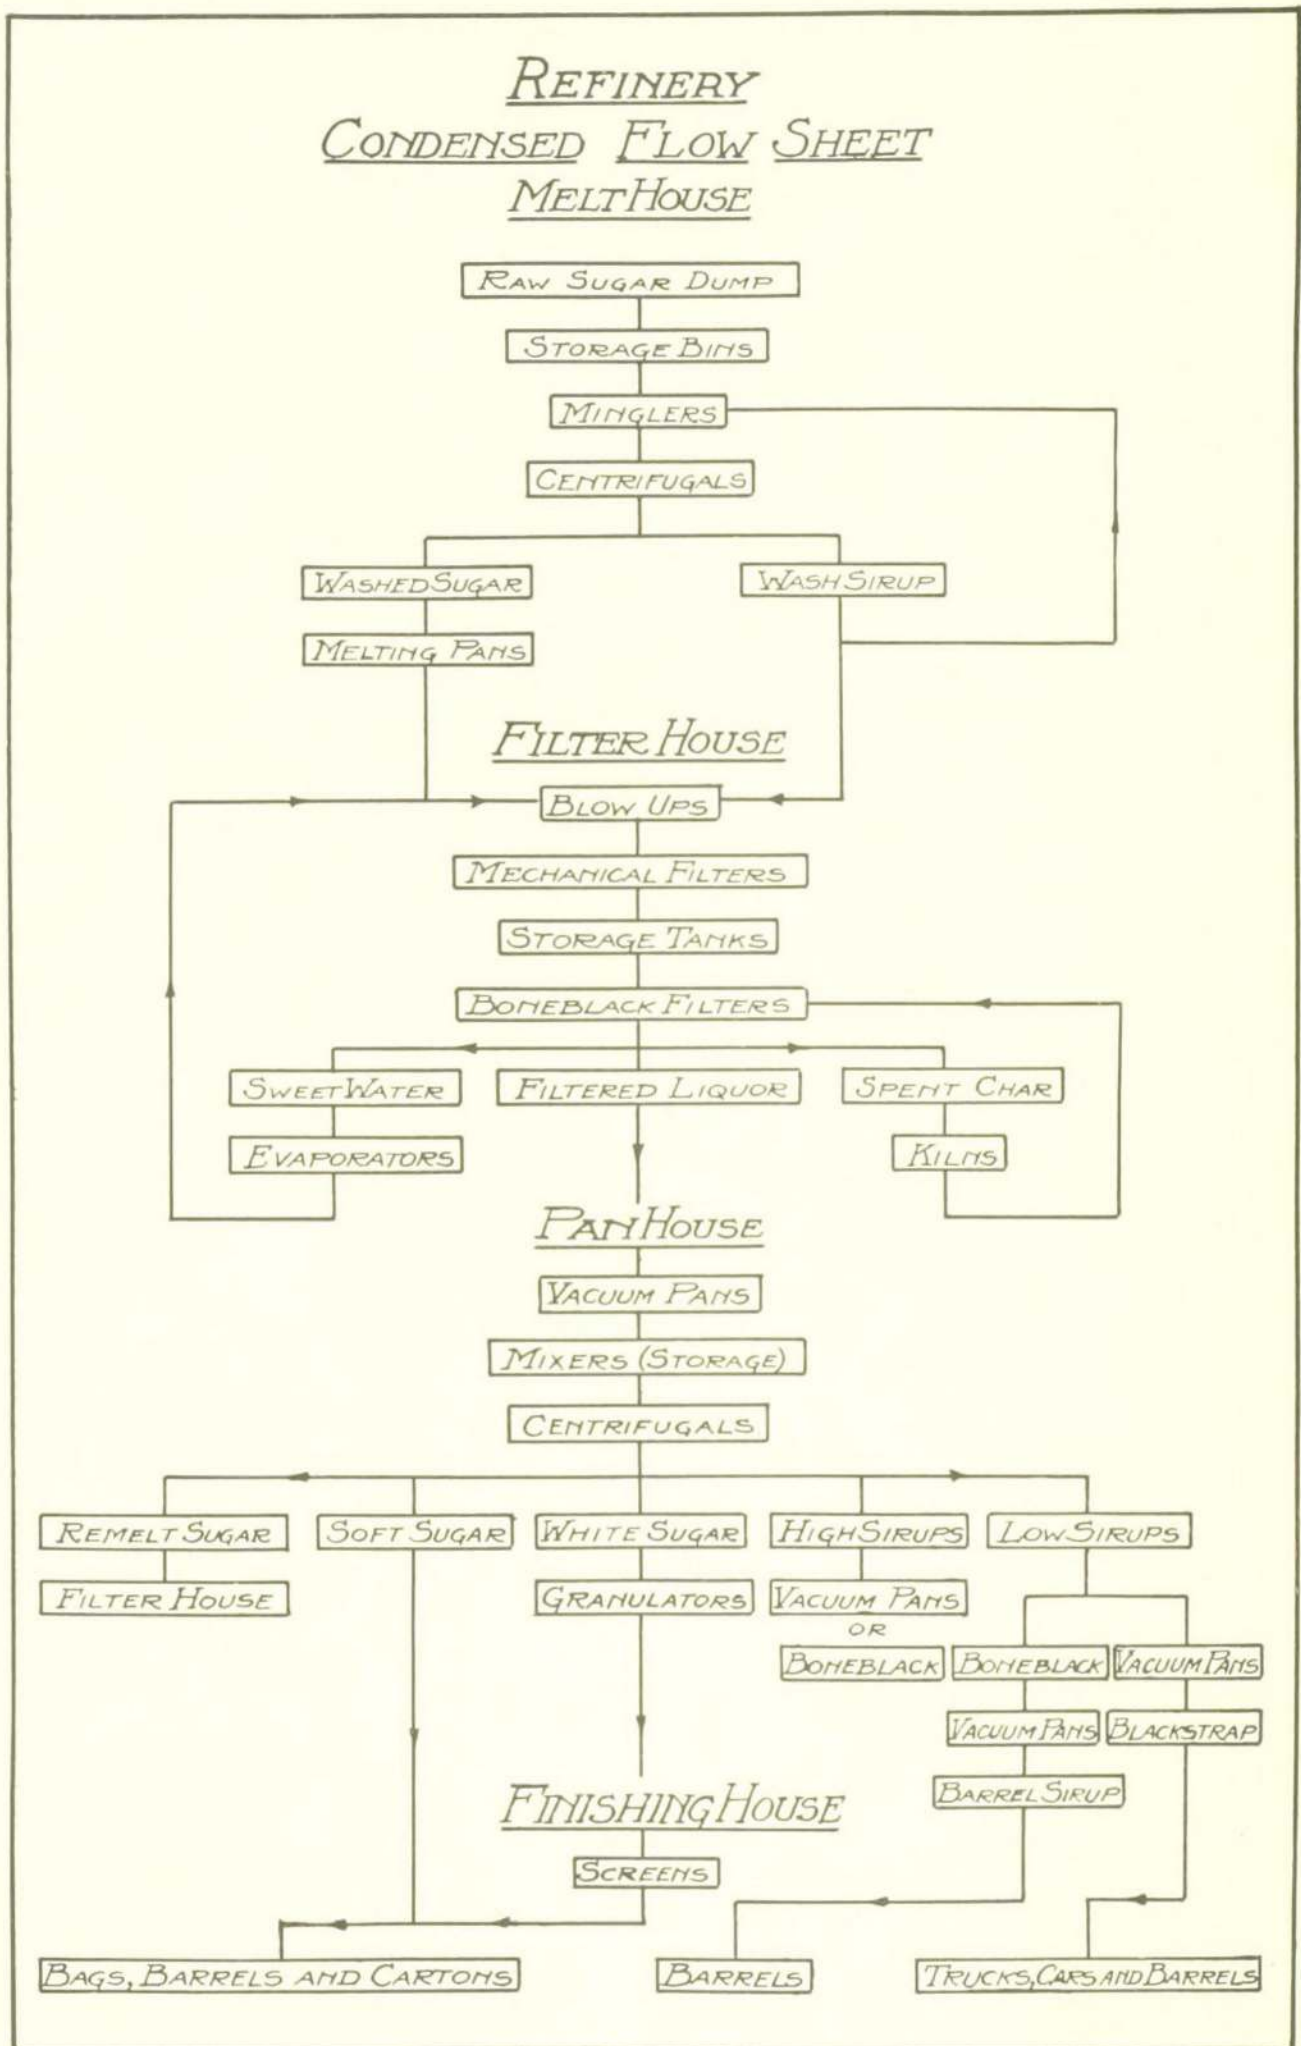 REFINERY
CONDENSED FLOW SHEET
MELT HOUSE
RAW SUGAR DUMP
STORAGE BINS
MINGLERS
CENTRIFUGALS
WASHED SUGAR
WASH SIRUP
MELTING PANS
FILTER HOUSE
BLOW UPS
MECHANICAL FILTERS
STORAGE TANKS
BONEBLACK FILTERS
SWEET WATER
FILTERED LIQUOR
SPENT CHAR
EVAPORATORS
KILNS
PAN HOUSE
VACUUM PANS
MIXERS (STORAGE)
CENTRIFUGALS
REMELT SUGAR
SOFT SUGAR
WHITE SUGAR
HIGH SIRUPS
LOW SIRUPS
FILTER HOUSE
GRANULATORS
VACUUM PANS
OR
BONEBLACK
BONEBLACK
VACUUM PANS
VACUUM PANS
BLACKSTRAP
BARREL SIRUP
FINISHING HOUSE
SCREENS
BAGS, BARRELS AND CARTONS
BARRELS
TRUCKS, CARS AND BARRELS